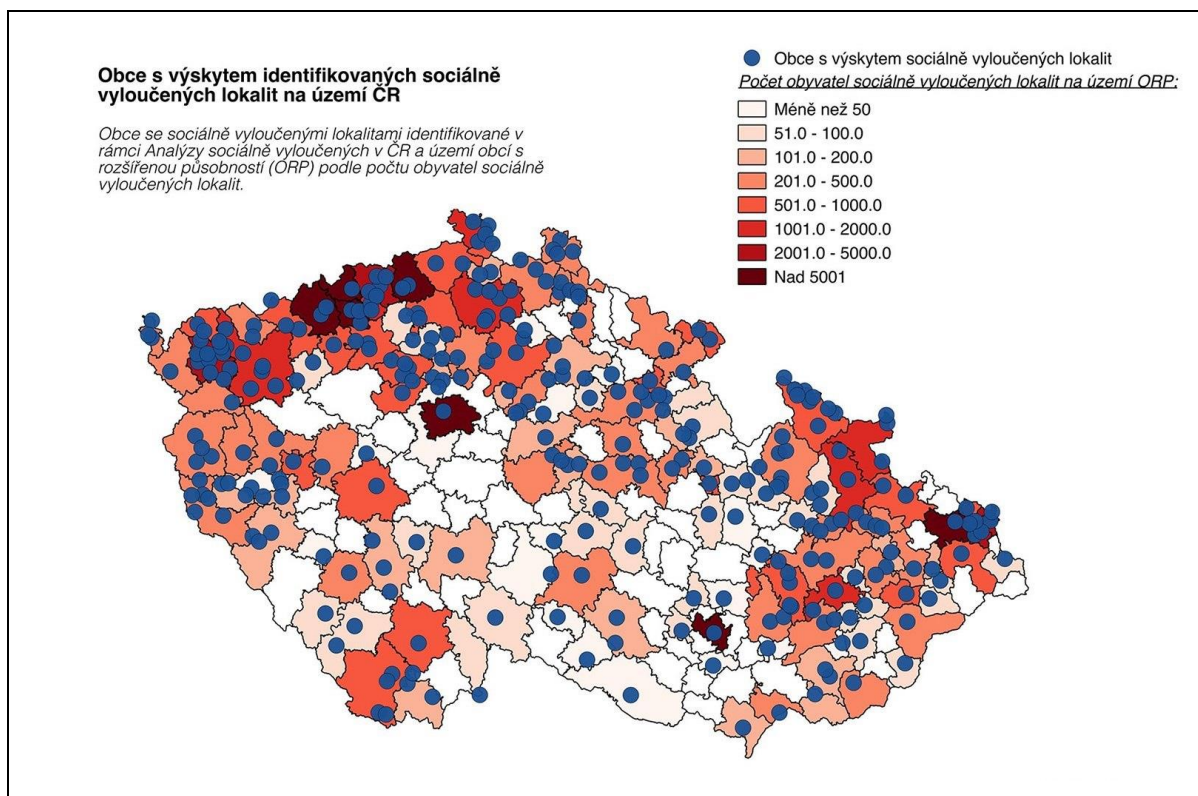 Obce s výskytem identifikovaných sociálně
vyloučených lokalit na území ČR
Obce se sociálně vyloučenými lokalitami identifikované v
rámci Analýzy sociálně vyloučených v ČR a území obcí s
rozšířenou působností (ORP) podle počtu obyvatel sociálně
vyloučených lokalit.
Obce s výskytem sociálně vyloučených lokalit
Počet obyvatel sociálně vyloučených lokalit na území ORP:
Méně než 50
51.0 - 100.0
101.0 - 200.0
201.0 - 500.0
501.0 - 1000.0
1001.0 - 2000.0
2001.0 - 5000.0
Nad 5001